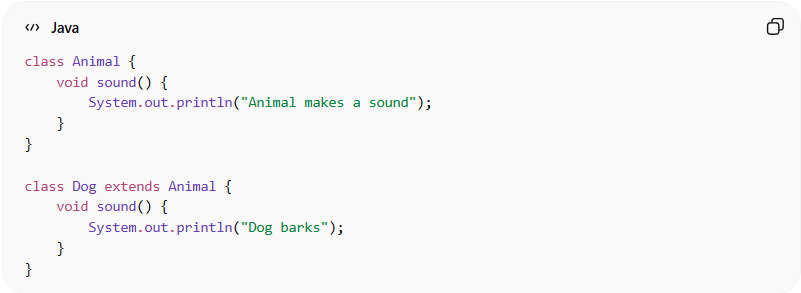 </> Java
class Animal {
    void sound() {
        System.out.println("Animal makes a sound");
    }
}

class Dog extends Animal {
    void sound() {
        System.out.println("Dog barks");
    }
}